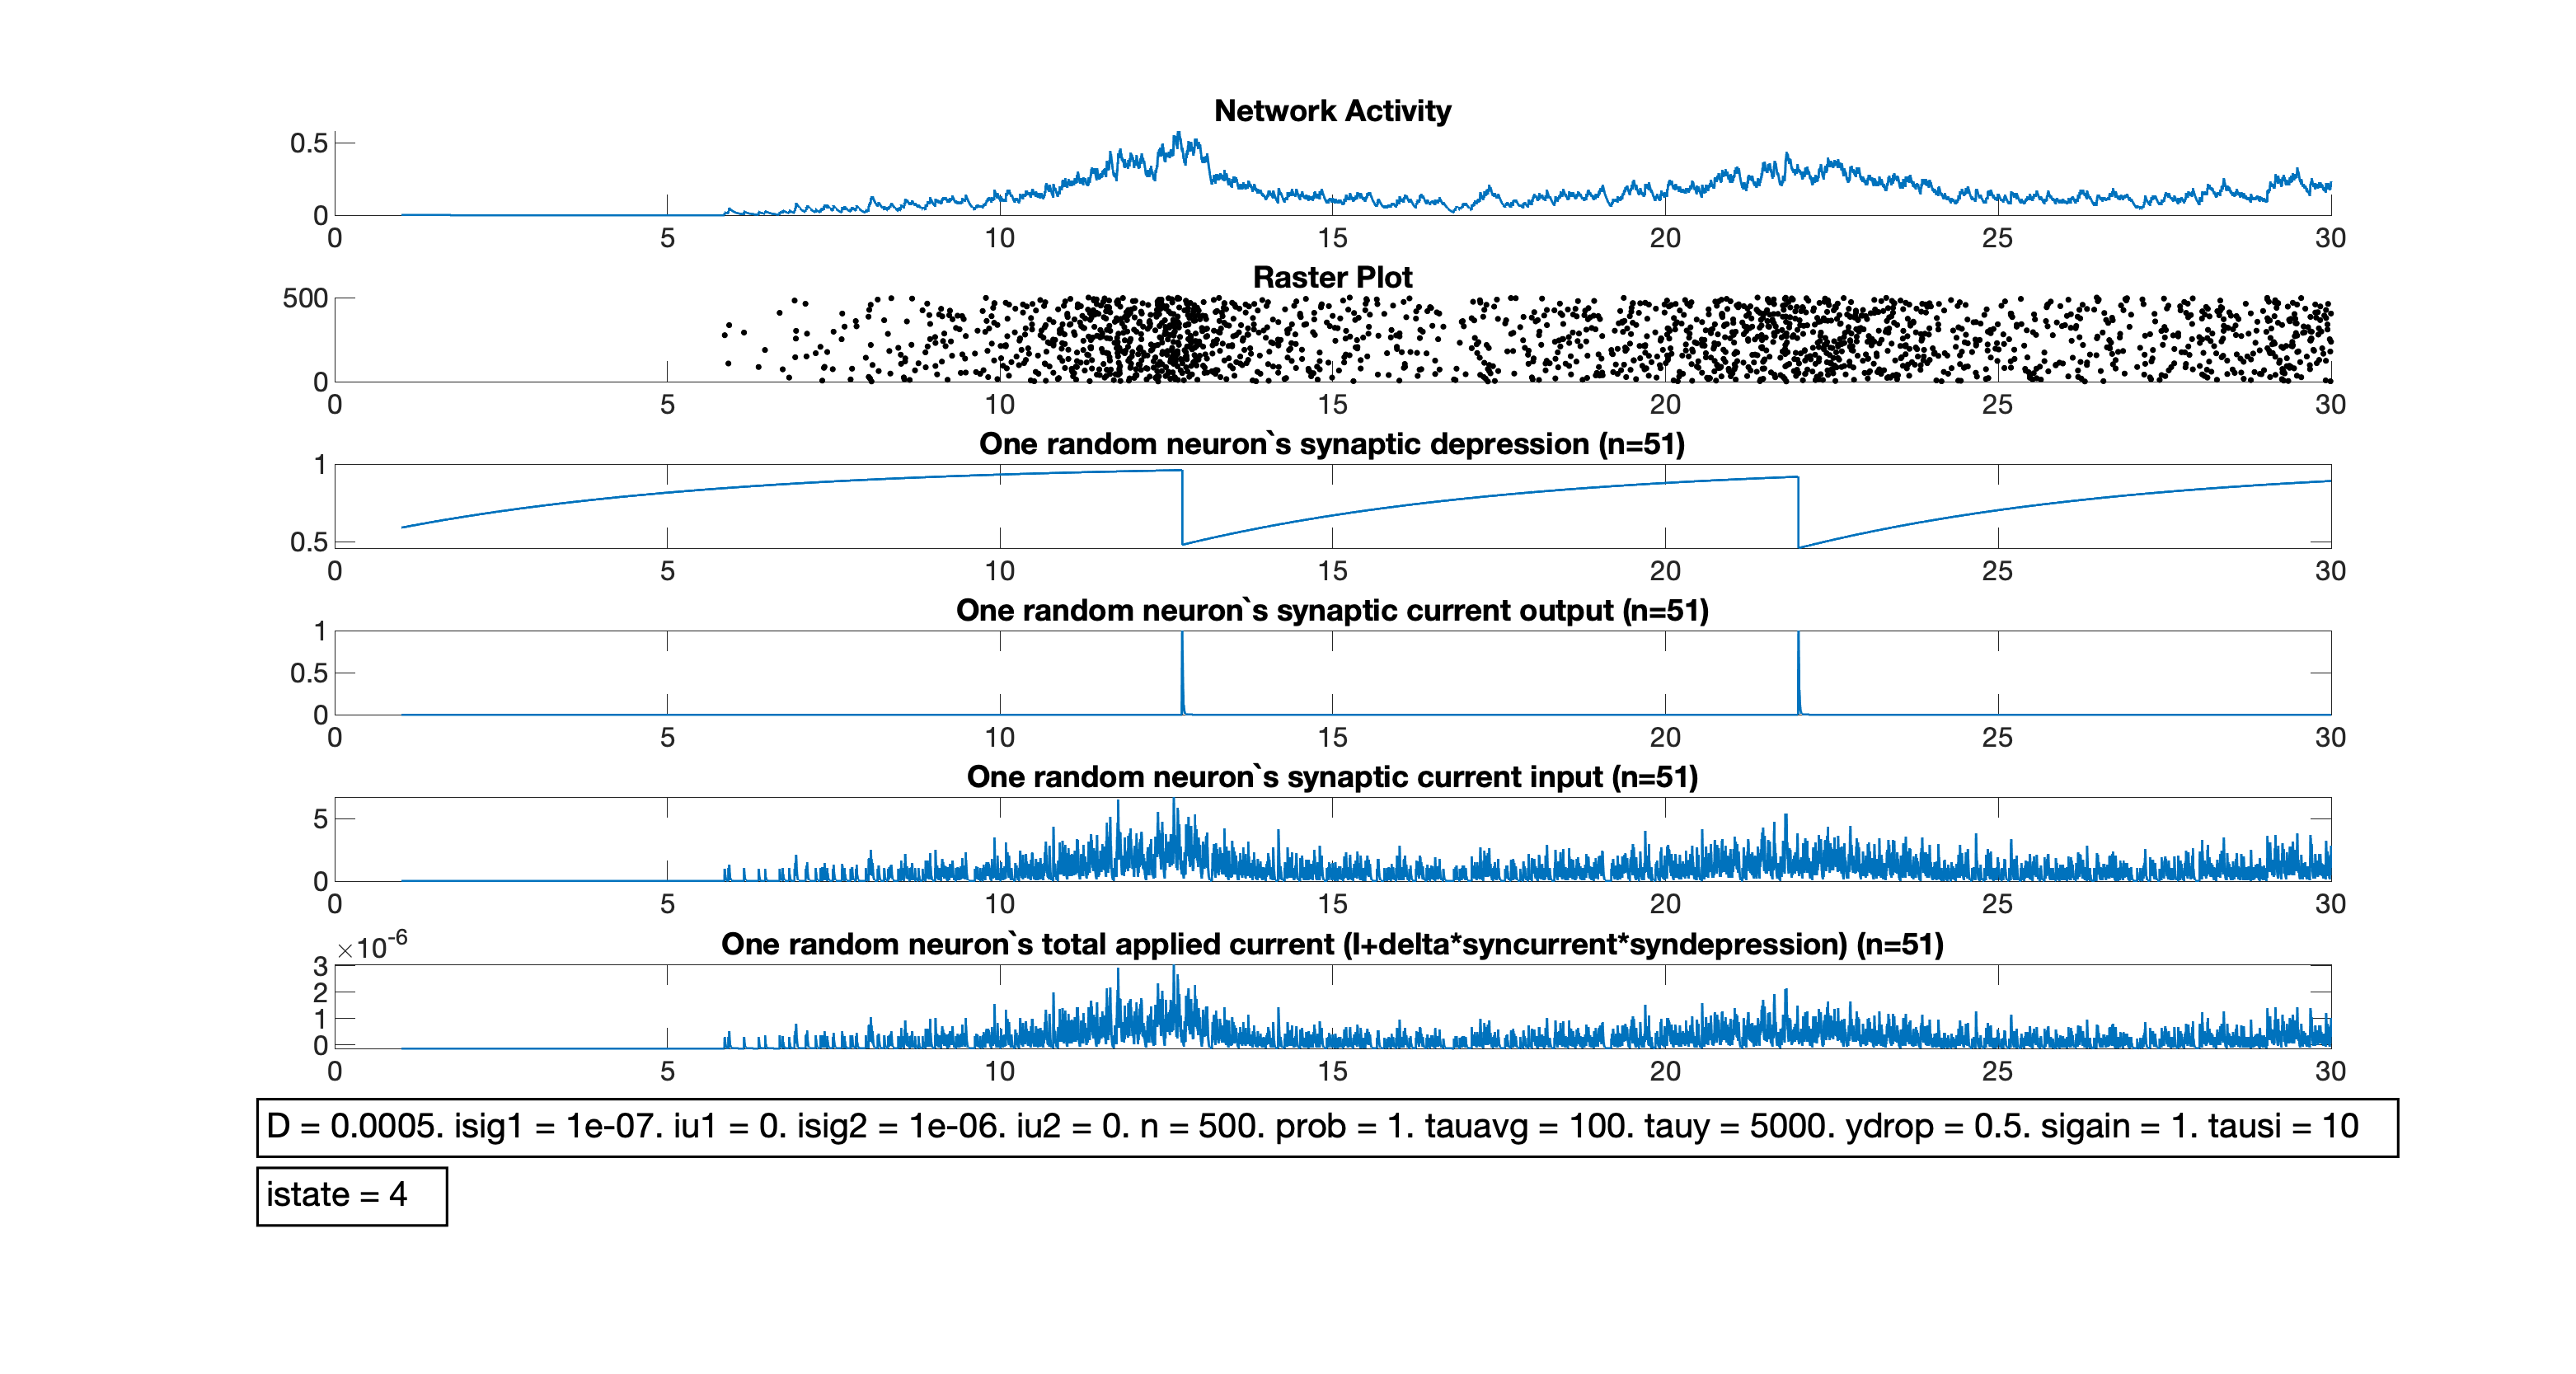 Network Activity
0.5
0
0 5 10 15 20 25 30
Raster Plot
500
0
0 5 10 15 20 25 30
One random neuron`s synaptic depression (n=51)
1
0.5
0 5 10 15 20 25 30
One random neuron`s synaptic current output (n=51)
1
0.5
0
0 5 10 15 20 25 30
One random neuron`s synaptic current input (n=51)
5
0
0 5 10 15 20 25 30
×10-6
One random neuron`s total applied current (I+delta*syncurrent*syndepression) (n=51)
3
2
1
0
0 5 10 15 20 25 30
D = 0.0005. isig1 = 1e-07. iu1 = 0. isig2 = 1e-06. iu2 = 0. n = 500. prob = 1. tauavg = 100. tauy = 5000. ydrop = 0.5. sigain = 1. tausi = 10
istate = 4